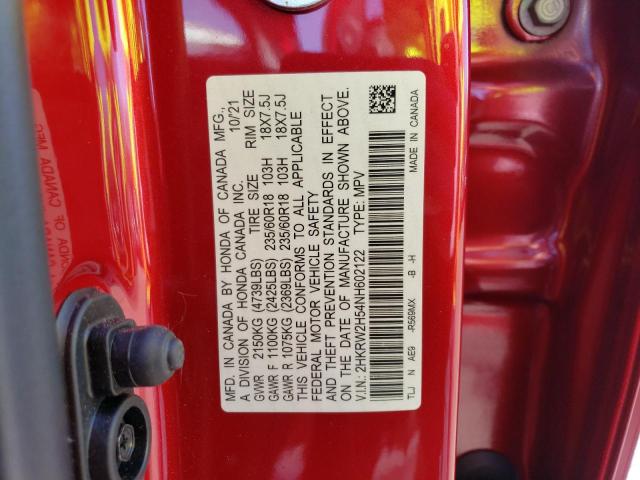 MFD. IN CANADA BY HONDA OF CANADA MFG.,
A DIVISION OF HONDA CANADA INC. 10/'21
GVWR 2150KG (4739LBS) TIRE SIZE RIM SIZE
GAWR F 1100KG (2425LBS) 235/60R18 103H 18X7.5J
GAWR R 1075KG (2369LBS) 235/60R18 103H 18X7.5J
THIS VEHICLE CONFORMS TO ALL APPLICABLE
FEDERAL MOTOR VEHICLE SAFETY
AND THEFT PREVENTION STANDARDS IN EFFECT
ON THE DATE OF MANUFACTURE SHOWN ABOVE.
V.I.N.: 2HKRW2H54NH602122 TYPE: MPV
TLJ N AE9 -R569MX -B -H MADE IN CANADA